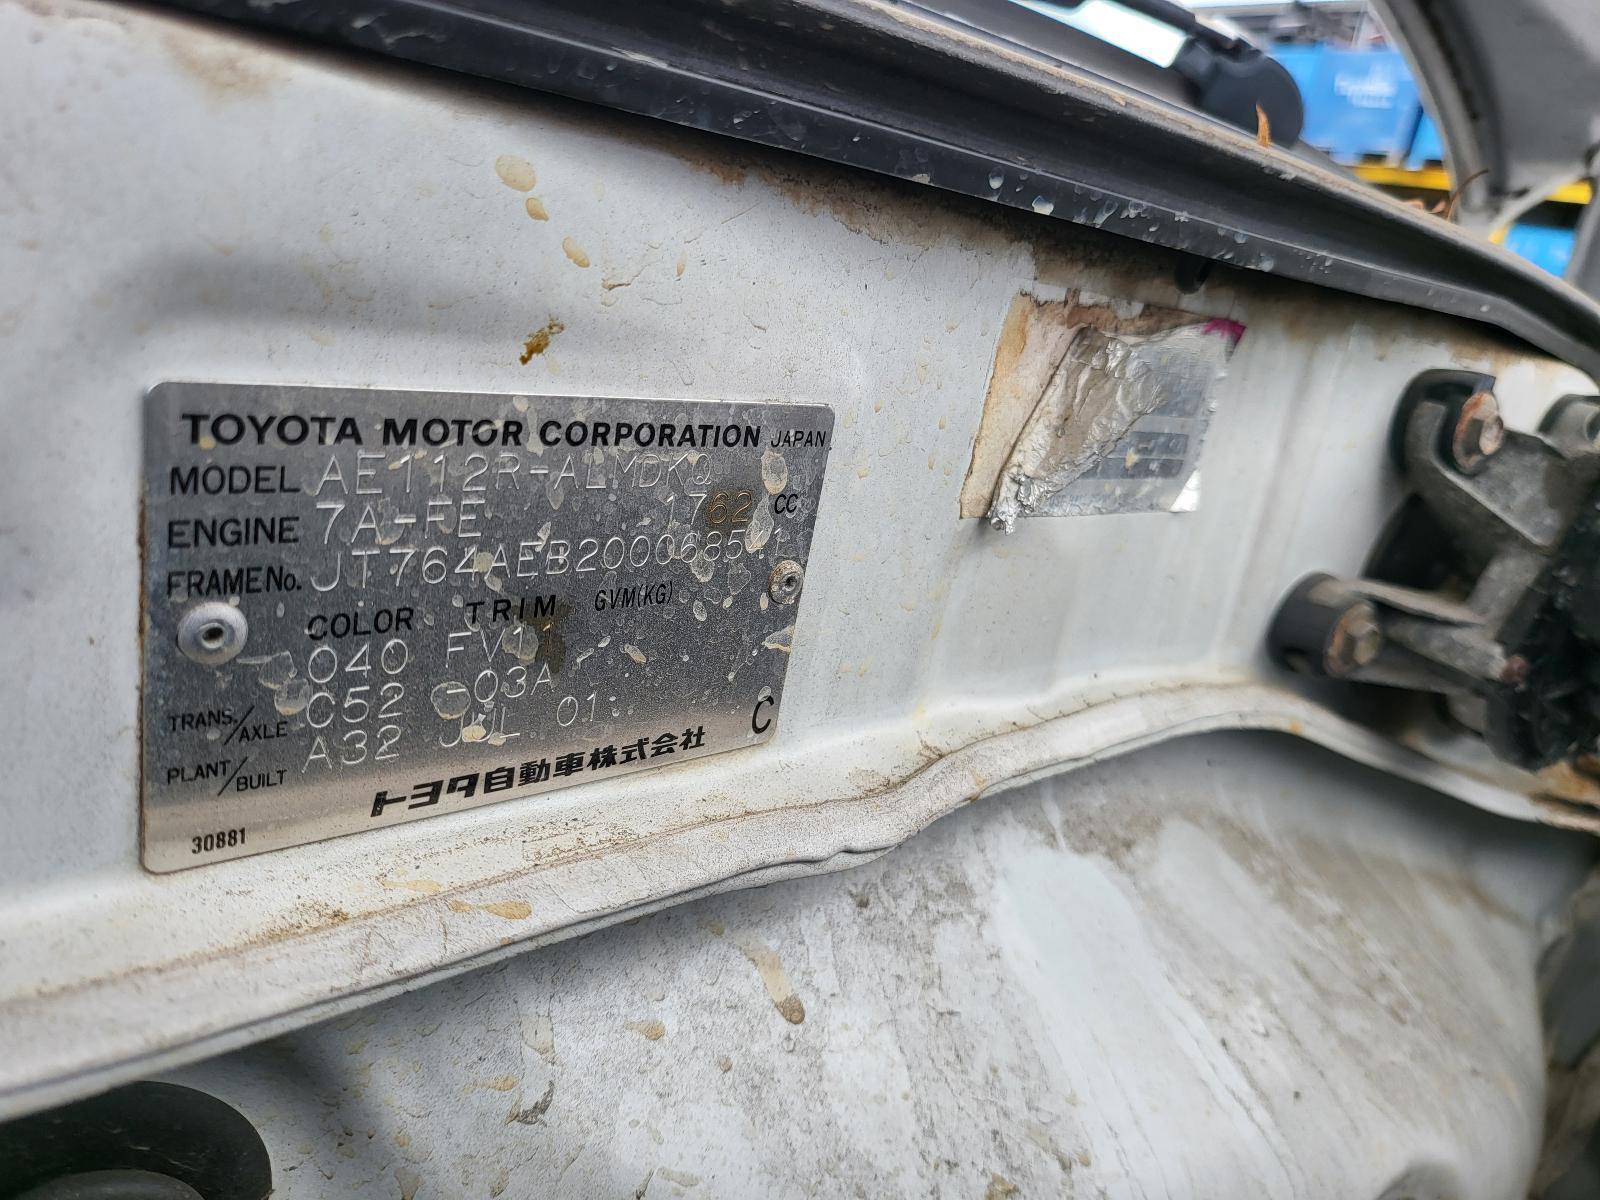 TOYOTA MOTOR CORPORATION JAPAN
MODEL AE112R-ALMDKQ
ENGINE 7A-FE 1762 CC
FRAME No.
COLOR TRIM GVM(KG)
040 FV11
TRANS./AXLE C52 -03A
PLANT/BUILT A32 JUL 01
C
トヨタ自動車株式会社
30881